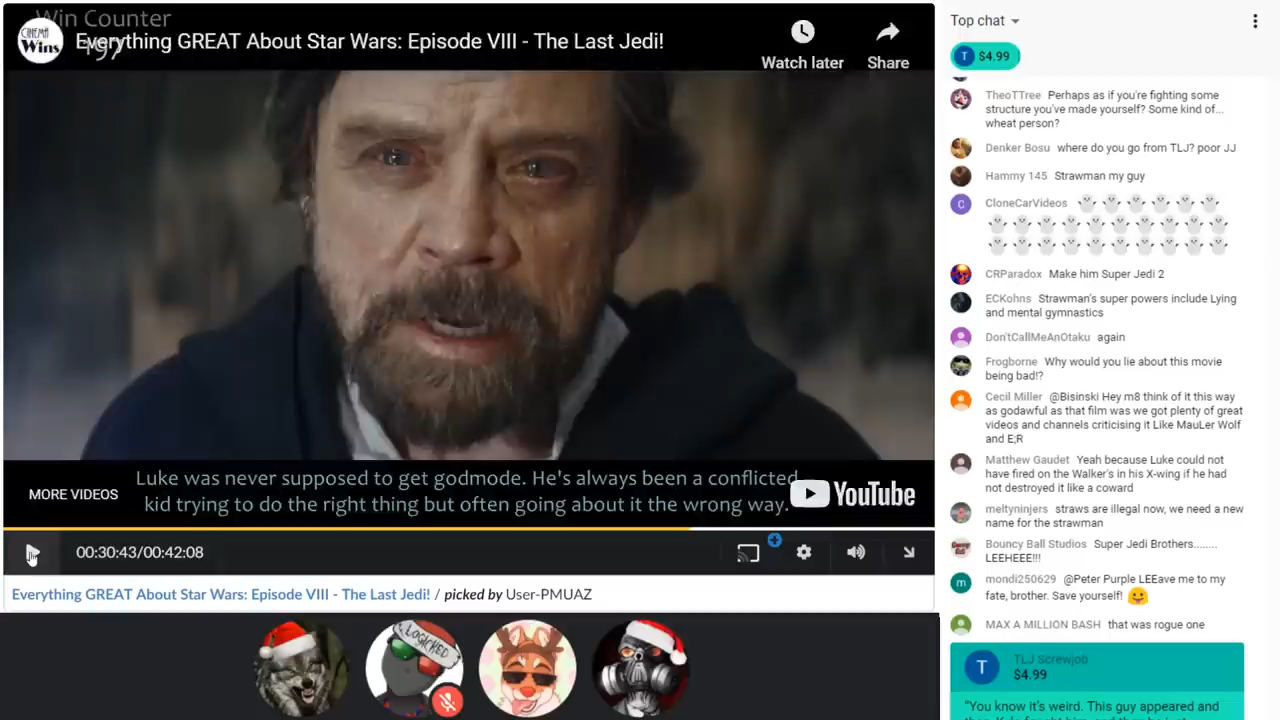 Win Counter
+97
CINEMA
Wins
Everything GREAT About Star Wars: Episode VIII - The Last Jedi!
Watch later
Share
Luke was never supposed to get godmode. He's always been a conflicted
kid trying to do the right thing but often going about it the wrong way.
MORE VIDEOS
YouTube
00:30:43/00:42:08
Everything GREAT About Star Wars: Episode VIII - The Last Jedi! / picked by User-PMUAZ
LOGICKED
Top chat
T $4.99
TheoTTree Perhaps as if you're fighting some
structure you've made yourself? Some kind of...
wheat person?
Denker Bosu where do you go from TLJ? poor JJ
Hammy 145 Strawman my guy
C CloneCarVideos
CRParadox Make him Super Jedi 2
ECKohns Strawman's super powers include Lying
and mental gymnastics
Don'tCallMeAnOtaku again
Frogborne Why would you lie about this movie
being bad!?
Cecil Miller @Bisinski Hey m8 think of it this way
as godawful as that film was we got plenty of great
videos and channels criticising it Like MauLer Wolf
and E;R
Matthew Gaudet Yeah because Luke could not
have fired on the Walker's in his X-wing if he had
not destroyed it like a coward
meltyninjers straws are illegal now, we need a new
name for the strawman
Bouncy Ball Studios Super Jedi Brothers........
LEEHEEE!!!
m mondi250629 @Peter Purple LEEave me to my
fate, brother. Save yourself!
MAX A MILLION BASH that was rogue one
T TLJ Screwjob
$4.99
"You know it's weird. This guy appeared and